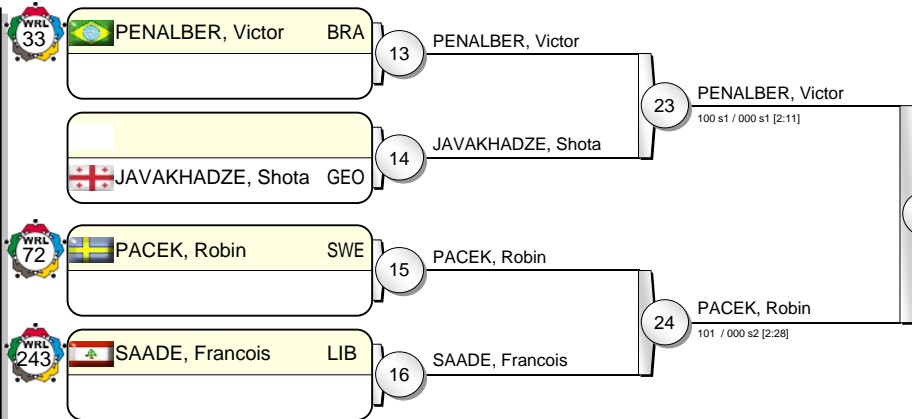 WRL
33
PENALBER, Victor BRA
13
PENALBER, Victor
23
PENALBER, Victor
100 s1 / 000 s1 [2:11]
14
JAVAKHADZE, Shota
JAVAKHADZE, Shota GEO
WRL
72
PACEK, Robin SWE
15
PACEK, Robin
24
PACEK, Robin
101 / 000 s2 [2:28]
WRL
243
SAADE, Francois LIB
16
SAADE, Francois